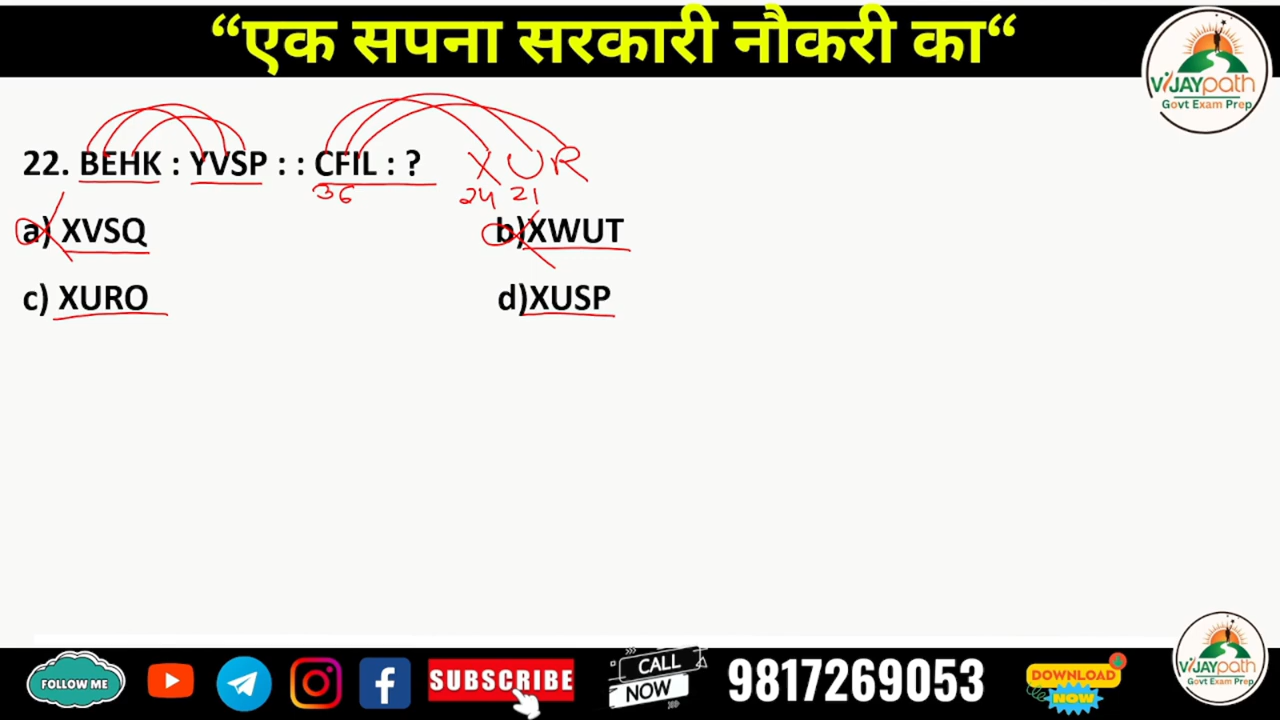 “एक सपना सरकारी नौकरी का“
VIJAYpath
Govt Exam Prep
22. BEHK : YVSP : : CFIL : ? XUR
36 24 21
a) XVSQ b)XWUT
c) XURO d)XUSP
VIJAYpath
Govt Exam Prep
FOLLOW ME SUBSCRIBE CALL NOW 9817269053 DOWNLOAD NOW